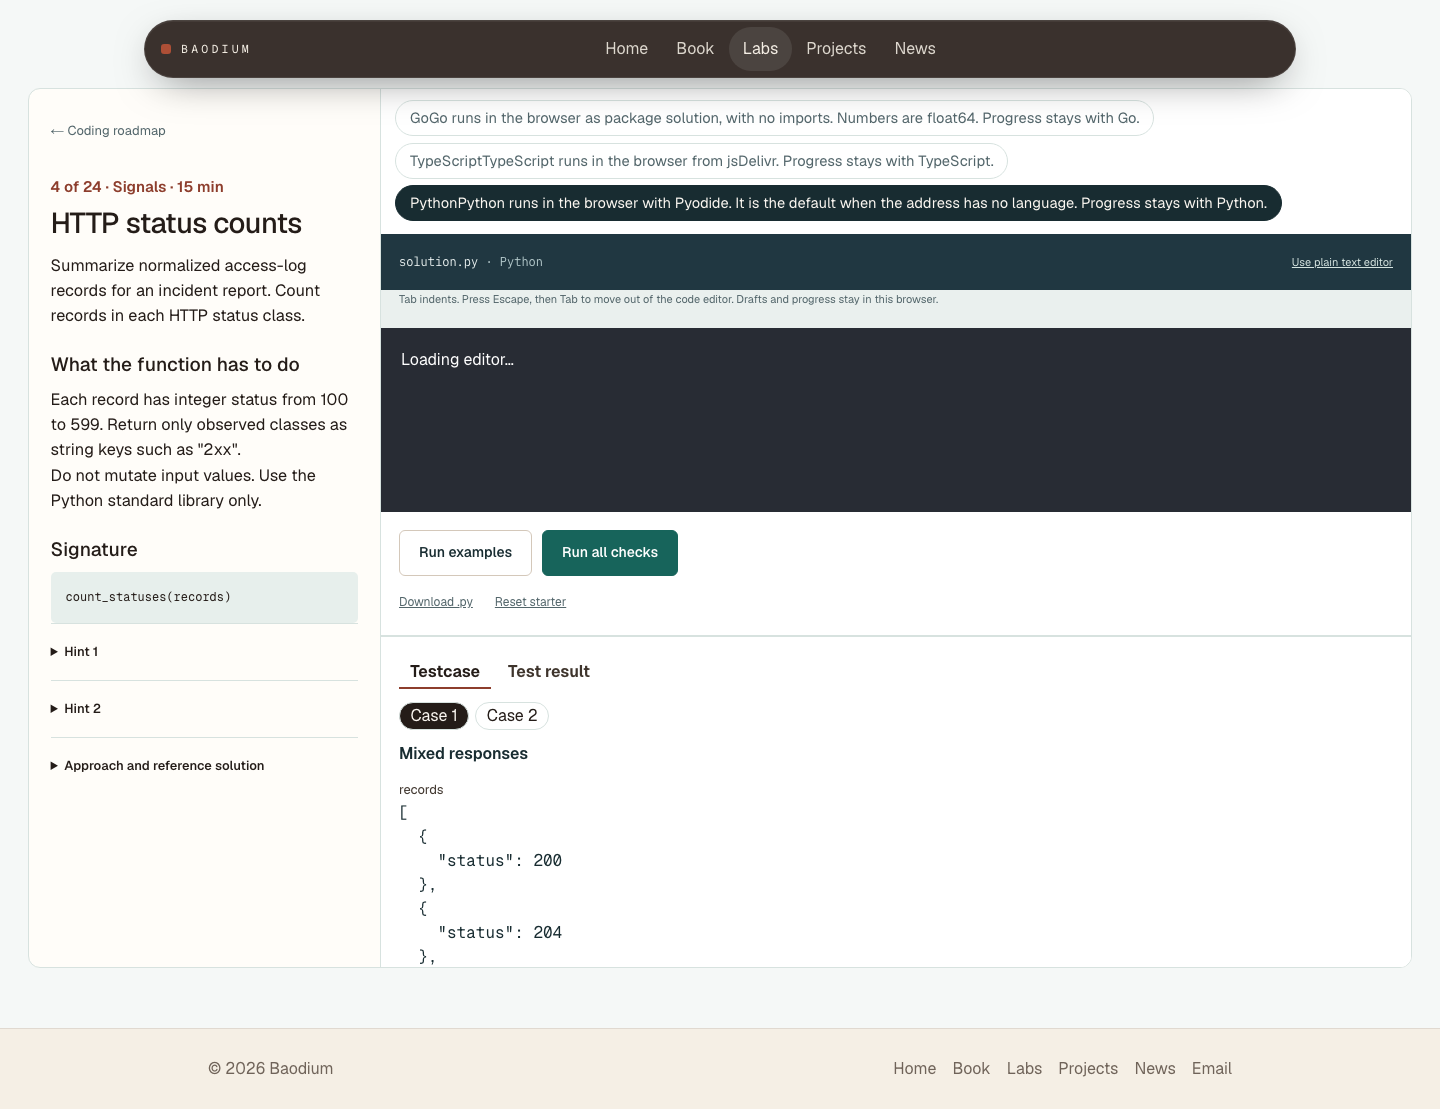 BAODIUM
Home Book Labs Projects News
← Coding roadmap
4 of 24 · Signals · 15 min
HTTP status counts
Summarize normalized access-log
records for an incident report. Count
records in each HTTP status class.
What the function has to do
Each record has integer status from 100
to 599. Return only observed classes as
string keys such as "2xx".
Do not mutate input values. Use the
Python standard library only.
Signature
count_statuses(records)
Hint 1
Hint 2
Approach and reference solution
GoGo runs in the browser as package solution, with no imports. Numbers are float64. Progress stays with Go.
TypeScriptTypeScript runs in the browser from jsDelivr. Progress stays with TypeScript.
PythonPython runs in the browser with Pyodide. It is the default when the address has no language. Progress stays with Python.
solution.py · Python
Use plain text editor
Tab indents. Press Escape, then Tab to move out of the code editor. Drafts and progress stay in this browser.
Loading editor…
Run examples Run all checks
Download .py Reset starter
Testcase Test result
Case 1 Case 2
Mixed responses
records
[
{
"status": 200
},
{
"status": 204
},
© 2026 Baodium
Home Book Labs Projects News Email